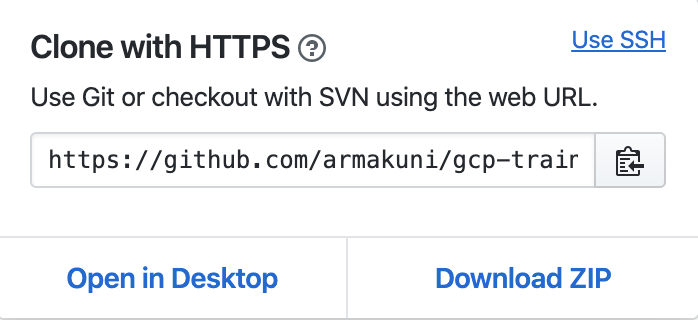 Clone with HTTPS ?
Use SSH
Use Git or checkout with SVN using the web URL.
https://github.com/armakuni/gcp-train
Open in Desktop
Download ZIP